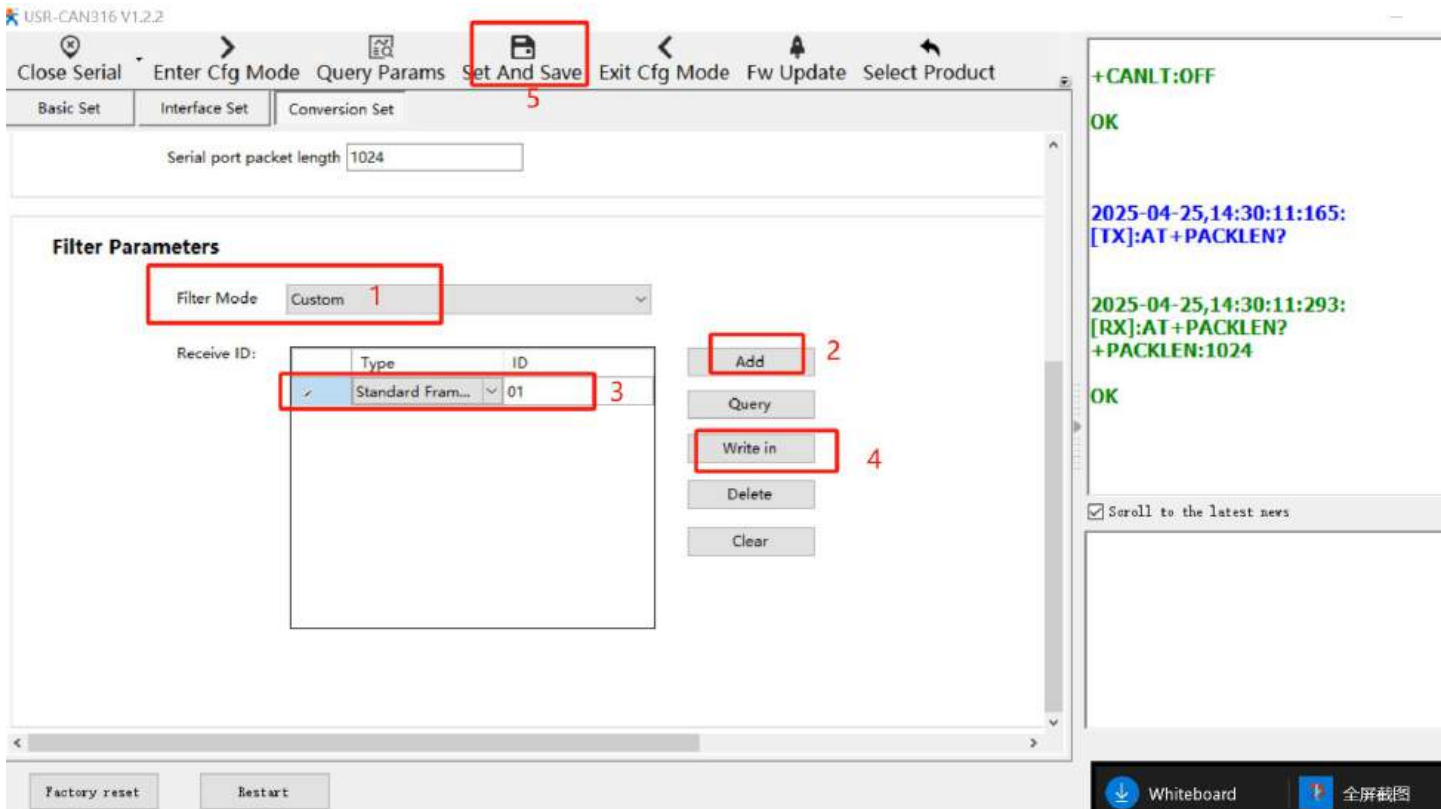 USR-CAN316 V1.2.2
Close Serial Enter Cfg Mode Query Params Set And Save Exit Cfg Mode Fw Update Select Product
5
Basic Set Interface Set Conversion Set
Serial port packet length 1024
Filter Parameters
Filter Mode Custom 1
Receive ID:
Type ID
Standard Fram... 01 3
Add 2
Query
Write in 4
Delete
Clear
Factory reset Restart
+CANLT:OFF
OK
2025-04-25,14:30:11:165:
[TX]:AT+PACKLEN?
2025-04-25,14:30:11:293:
[RX]:AT+PACKLEN?
+PACKLEN:1024
OK
Scroll to the latest news
Whiteboard 全屏截图